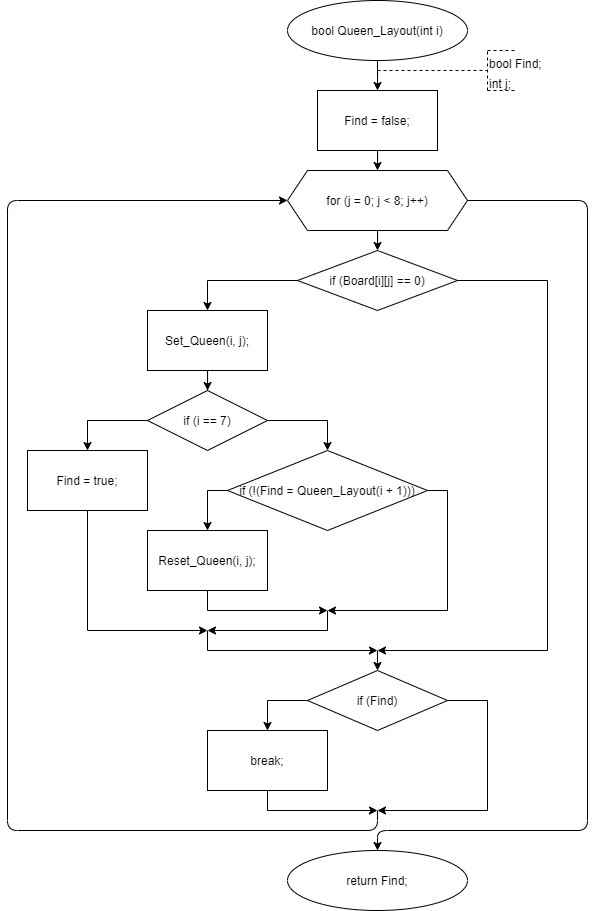 bool Queen_Layout(int i)
bool Find;
int j;
Find = false;
for (j = 0; j < 8; j++)
if (Board[i][j] == 0)
Set_Queen(i, j);
if (i == 7)
Find = true;
if (!(Find = Queen_Layout(i + 1)))
Reset_Queen(i, j);
if (Find)
break;
return Find;